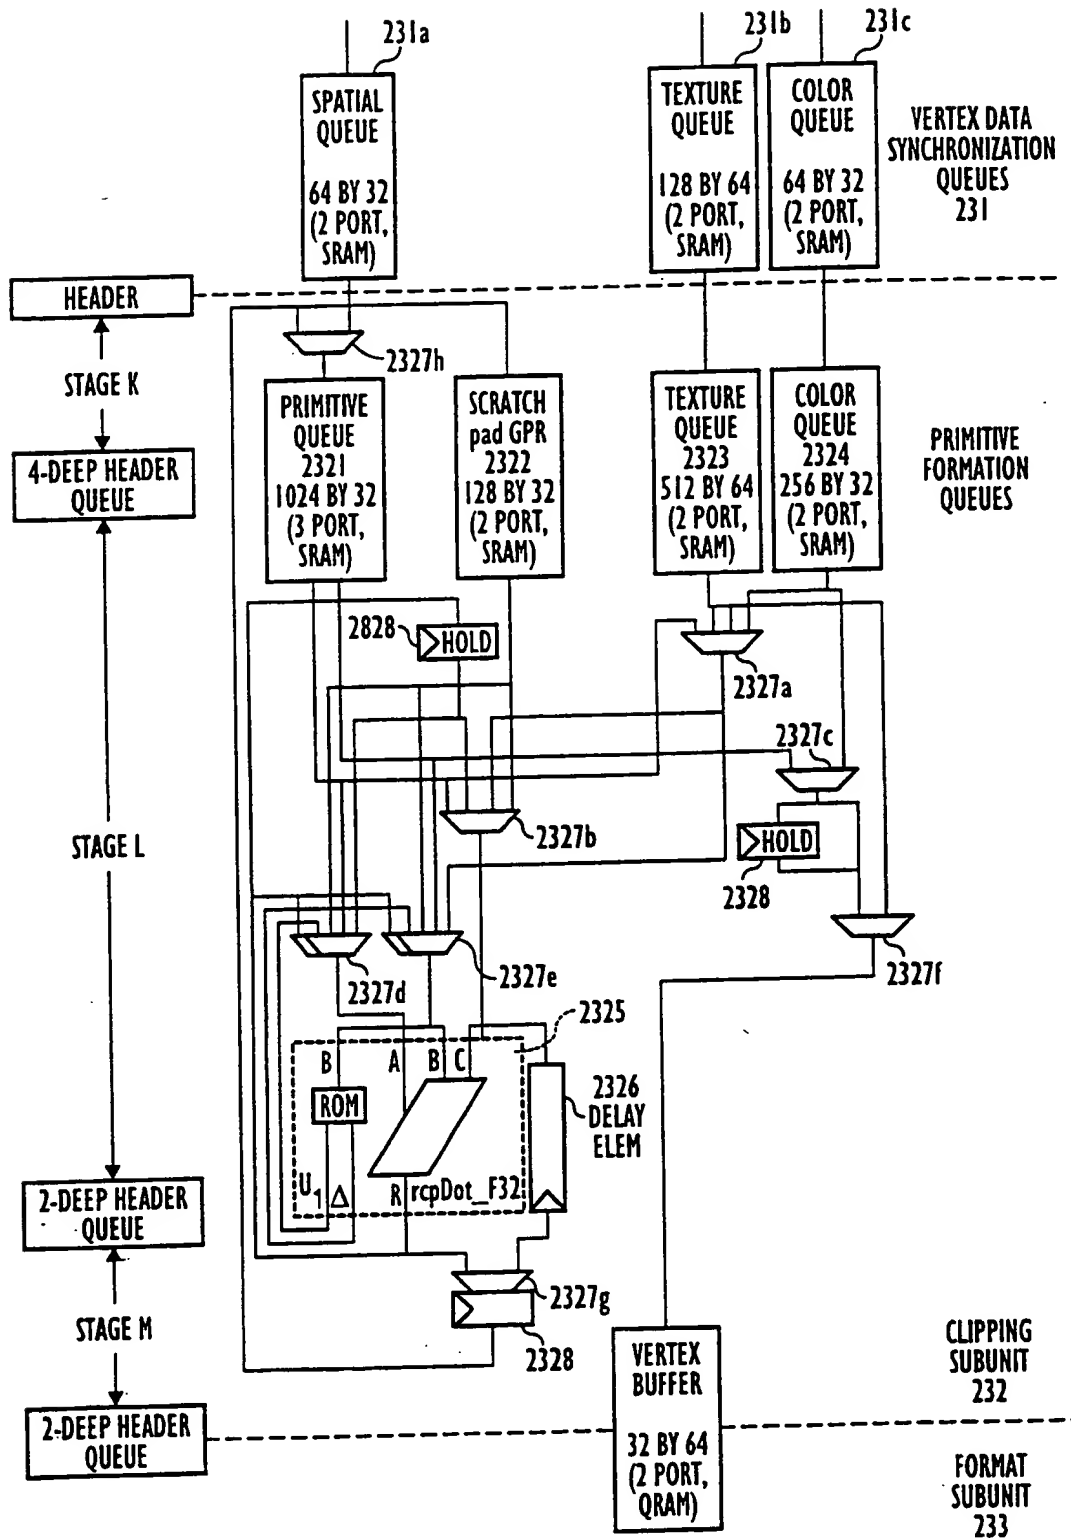 231a
231b
231c
SPATIAL
QUEUE
64 BY 32
(2 PORT,
SRAM)
TEXTURE
QUEUE
128 BY 64
(2 PORT,
SRAM)
COLOR
QUEUE
64 BY 32
(2 PORT,
SRAM)
VERTEX DATA
SYNCHRONIZATION
QUEUES
231
HEADER
2327h
STAGE K
PRIMITIVE
QUEUE
2321
1024 BY 32
(3 PORT,
SRAM)
SCRATCH
pad GPR
2322
128 BY 32
(2 PORT,
SRAM)
TEXTURE
QUEUE
2323
512 BY 64
(2 PORT,
SRAM)
COLOR
QUEUE
2324
256 BY 32
(2 PORT,
SRAM)
PRIMITIVE
FORMATION
QUEUES
4-DEEP HEADER
QUEUE
2828
HOLD
2327a
2327c
STAGE L
2327b
HOLD
2328
2327d
2327e
2327f
2325
B
A
B
C
ROM
2326
DELAY
ELEM
U1
Δ
R
rcpDot_F32
2-DEEP HEADER
QUEUE
2327g
STAGE M
2328
VERTEX
BUFFER
32 BY 64
(2 PORT,
QRAM)
CLIPPING
SUBUNIT
232
2-DEEP HEADER
QUEUE
FORMAT
SUBUNIT
233